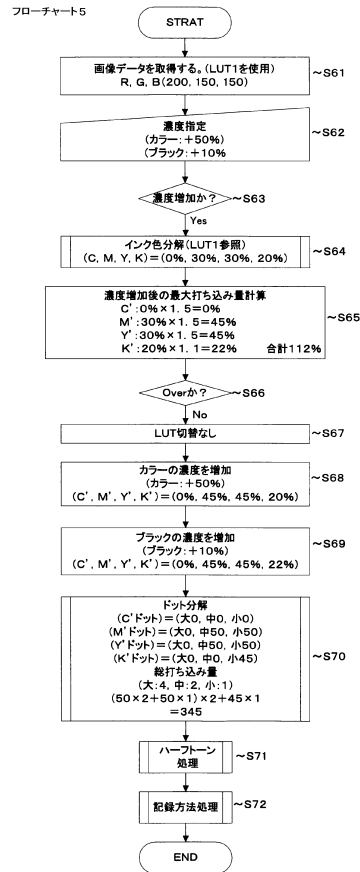 フローチャート5
STRAT
画像データを取得する。(LUT1を使用)
R, G, B(200, 150, 150)
～S61
濃度指定
(カラー:+50%)
(ブラック:+10%
～S62
濃度増加か?
～S63
Yes
インク色分解(LUT1参照)
(C, M, Y, K)=(0%, 30%, 30%, 20%)
～S64
濃度増加後の最大打ち込み量計算
C':0%×1. 5=0%
M':30%×1. 5=45%
Y':30%×1. 5=45%
K':20%×1. 1=22% 合計112%
～S65
Overか?
～S66
No
LUT切替なし
～S67
カラーの濃度を増加
(カラー:+50%)
(C', M', Y', K')=(0%, 45%, 45%, 20%)
～S68
ブラックの濃度を増加
(ブラック:+10%)
(C', M', Y', K')=(0%, 45%, 45%, 22%)
～S69
ドット分解
(C'ドット)=(大0, 中0, 小0)
(M'ドット)=(大0, 中50, 小50)
(Y'ドット)=(大0, 中50, 小50)
(K'ドット)=(大0, 中0, 小45)
総打ち込み量
(大:4, 中:2, 小:1)
(50×2+50×1)×2+45×1
=345
～S70
ハーフトーン
処理
～S71
記録方法処理
～S72
END